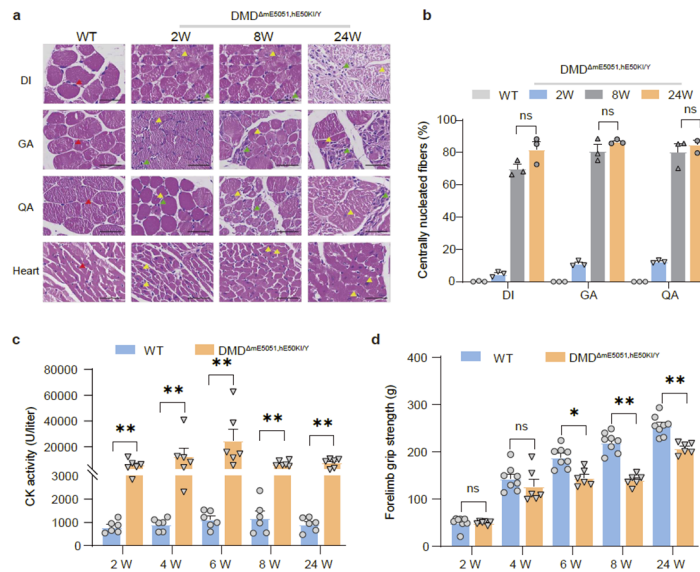 a
DMDΔmE5051,hE50KI/Y
WT 2W 8W 24W
DI
GA
QA
Heart
b
DMDΔmE5051,hE50KI/Y
WT 2W 8W 24W
Centrally nucleated fibers (%)
120
100
80
60
40
20
0
ns ns ns
DI GA QA
c
WT DMDΔmE5051,hE50KI/Y
CK activity (U/liter)
80000
60000
40000
20000
3000
2000
1000
0
** ** ** ** **
2 W 4 W 6 W 8 W 24 W
d
WT DMDΔmE5051,hE50KI/Y
Forelimb grip strength (g)
400
300
200
100
0
ns ns * ** **
2 W 4 W 6 W 8 W 24 W